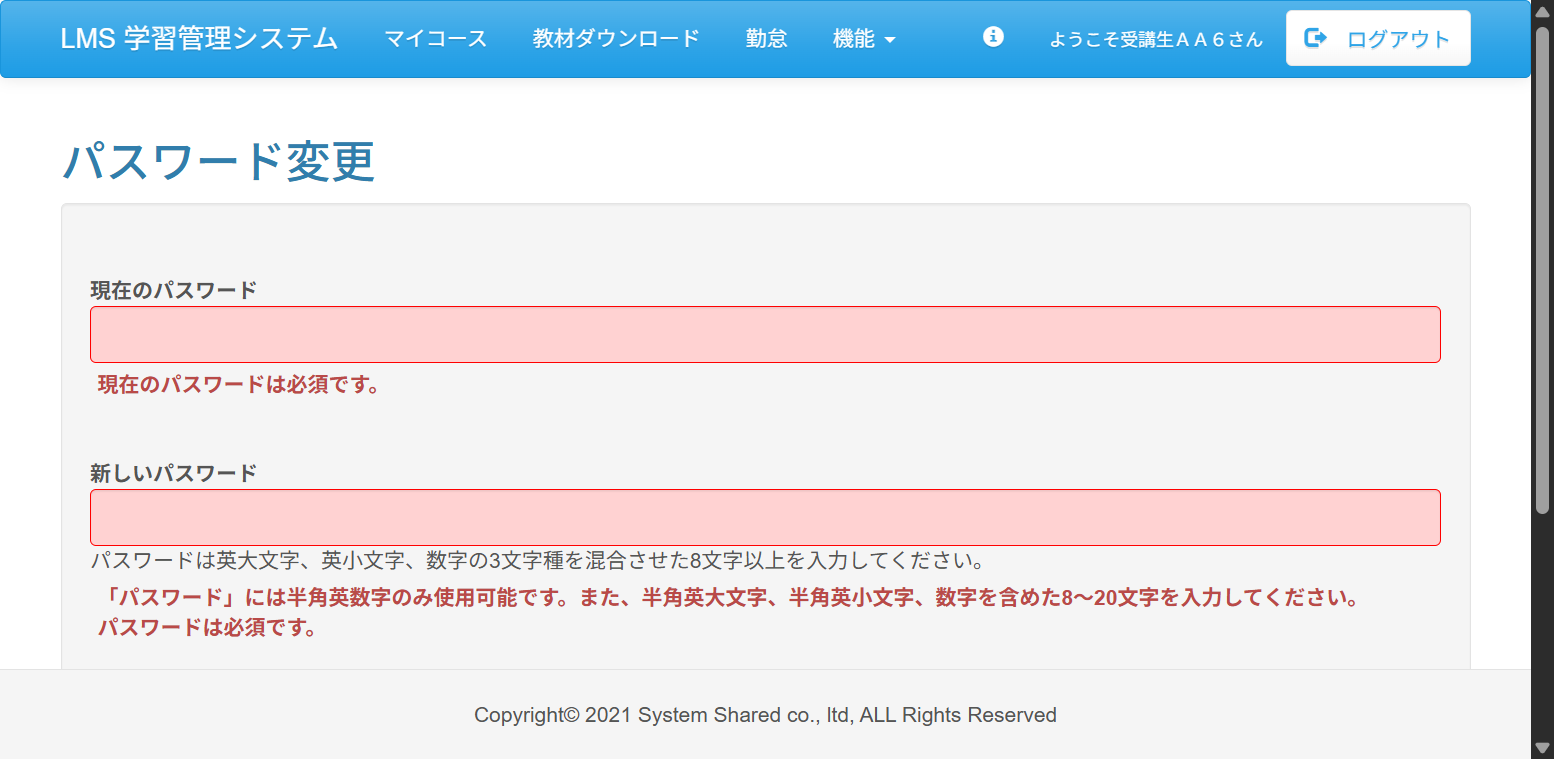 LMS 学習管理システム マイコース 教材ダウンロード 勤怠 機能 ようこそ受講生ＡＡ６さん ログアウト
パスワード変更
現在のパスワード
現在のパスワードは必須です。
新しいパスワード
パスワードは英大文字、英小文字、数字の3文字種を混合させた8文字以上を入力してください。
「パスワード」には半角英数字のみ使用可能です。また、半角英大文字、半角英小文字、数字を含めた8〜20文字を入力してください。
パスワードは必須です。
Copyright© 2021 System Shared co., ltd, ALL Rights Reserved